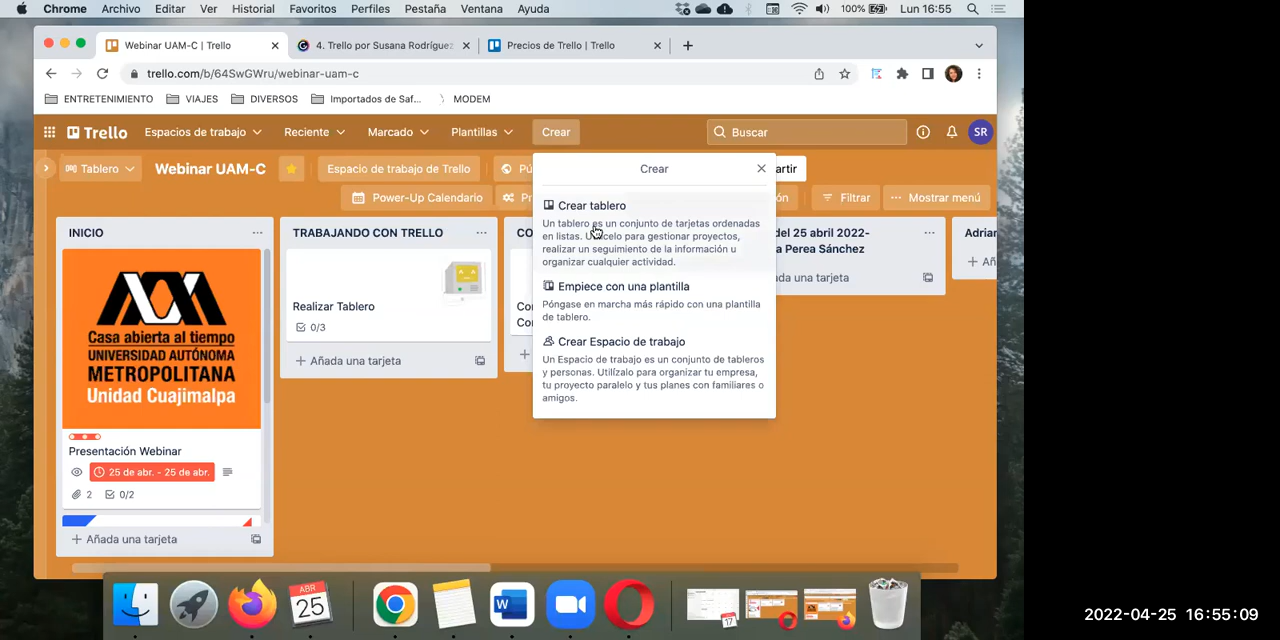 Chrome Archivo Editar Ver Historial Favoritos Perfiles Pestaña Ventana Ayuda 100% Lun 16:55
Webinar UAM-C | Trello
4. Trello por Susana Rodríguez
Precios de Trello | Trello
trello.com/b/64SwGWru/webinar-uam-c
ENTRETENIMIENTO VIAJES DIVERSOS Importados de Saf... MODEM
Trello Espacios de trabajo Reciente Marcado Plantillas Crear Buscar SR
Tablero Webinar UAM-C Espacio de trabajo de Trello
Power-Up Calendario Filtrar Mostrar menú
Crear
Crear tablero
Un tablero es un conjunto de tarjetas ordenadas
en listas. Utilícelo para gestionar proyectos,
realizar un seguimiento de la información u
organizar cualquier actividad.
Empiece con una plantilla
Póngase en marcha más rápido con una plantilla
de tablero.
Crear Espacio de trabajo
Un Espacio de trabajo es un conjunto de tableros
y personas. Utilízalo para organizar tu empresa,
tu proyecto paralelo y tus planes con familiares o
amigos.
INICIO
Casa abierta al tiempo
UNIVERSIDAD AUTÓNOMA
METROPOLITANA
Unidad Cuajimalpa
Presentación Webinar
25 de abr. - 25 de abr.
2 0/2
Añada una tarjeta
TRABAJANDO CON TRELLO
Realizar Tablero
0/3
Añada una tarjeta
del 25 abril 2022-
Perea Sánchez
una tarjeta
ABR
25
17
2022-04-25 16:55:09